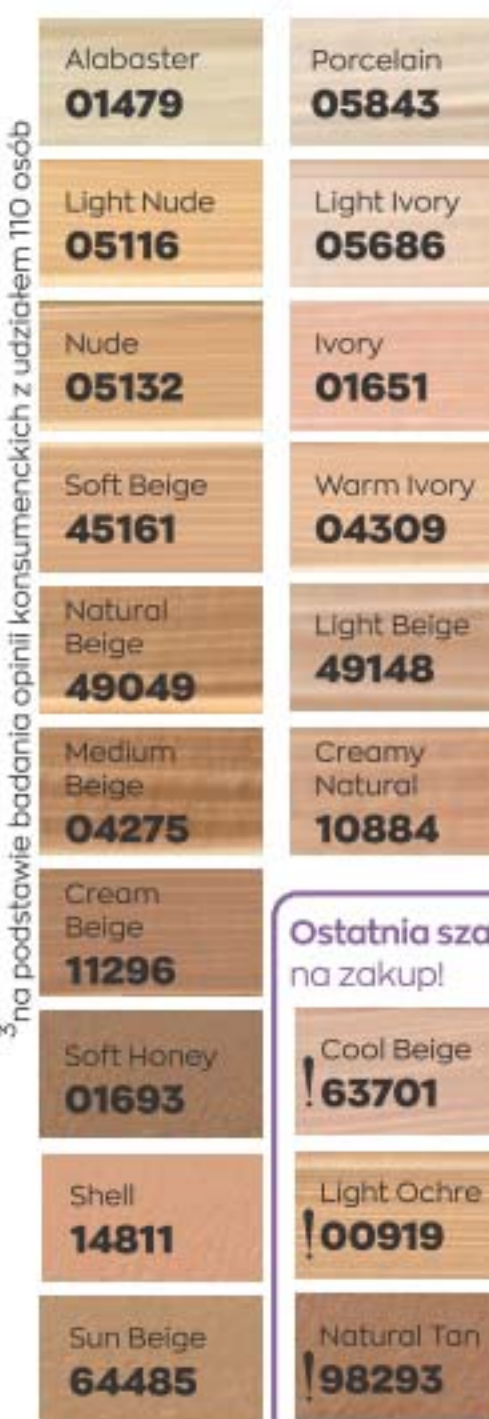 Alabaster
01479
Light Nude
05116
Nude
05132
Soft Beige
45161
Natural
Beige
49049
Medium
Beige
04275
Cream
Beige
11296
Soft Honey
01693
Shell
14811
Sun Beige
64485
Porcelain
05843
Light Ivory
05686
Ivory
01651
Warm Ivory
04309
Light Beige
49148
Creamy
Natural
10884
Ostatnia sza
na zakup!
Cool Beige
!63701
Light Ochre
!00919
Natural Tan
!98293
³na podstawie badania opinii konsumenckich z udziałem 110 osób